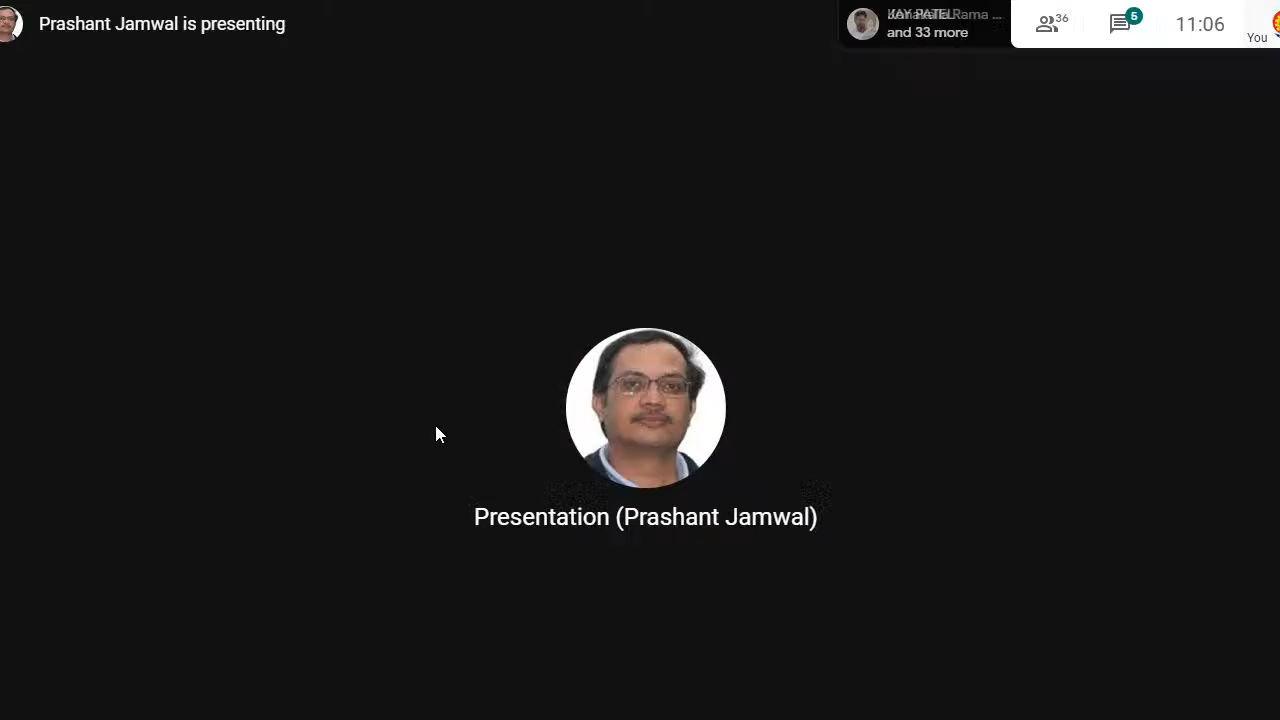 Prashant Jamwal is presenting
and 33 more
36
5
11:06
You
Presentation (Prashant Jamwal)